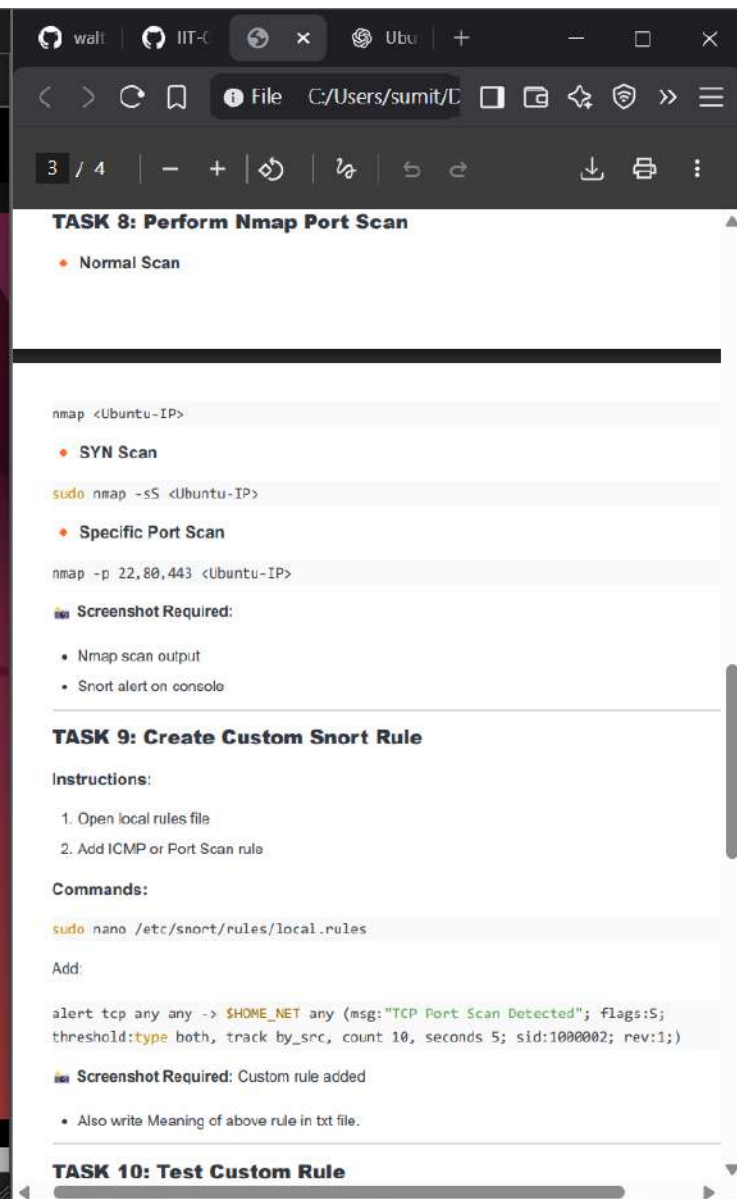 walt
IIT-C
Ubu
File C:/Users/sumit/D
3 / 4
TASK 8: Perform Nmap Port Scan
Normal Scan
nmap <Ubuntu-IP>
SYN Scan
sudo nmap -sS <Ubuntu-IP>
Specific Port Scan
nmap -p 22,80,443 <Ubuntu-IP>
Screenshot Required:
Nmap scan output
Snort alert on console
TASK 9: Create Custom Snort Rule
Instructions:
1. Open local rules file
2. Add ICMP or Port Scan rule
Commands:
sudo nano /etc/snort/rules/local.rules
Add:
alert tcp any any -> $HOME_NET any (msg:"TCP Port Scan Detected"; flags:S;
threshold:type both, track by_src, count 10, seconds 5; sid:1000002; rev:1;)
Screenshot Required: Custom rule added
Also write Meaning of above rule in txt file.
TASK 10: Test Custom Rule